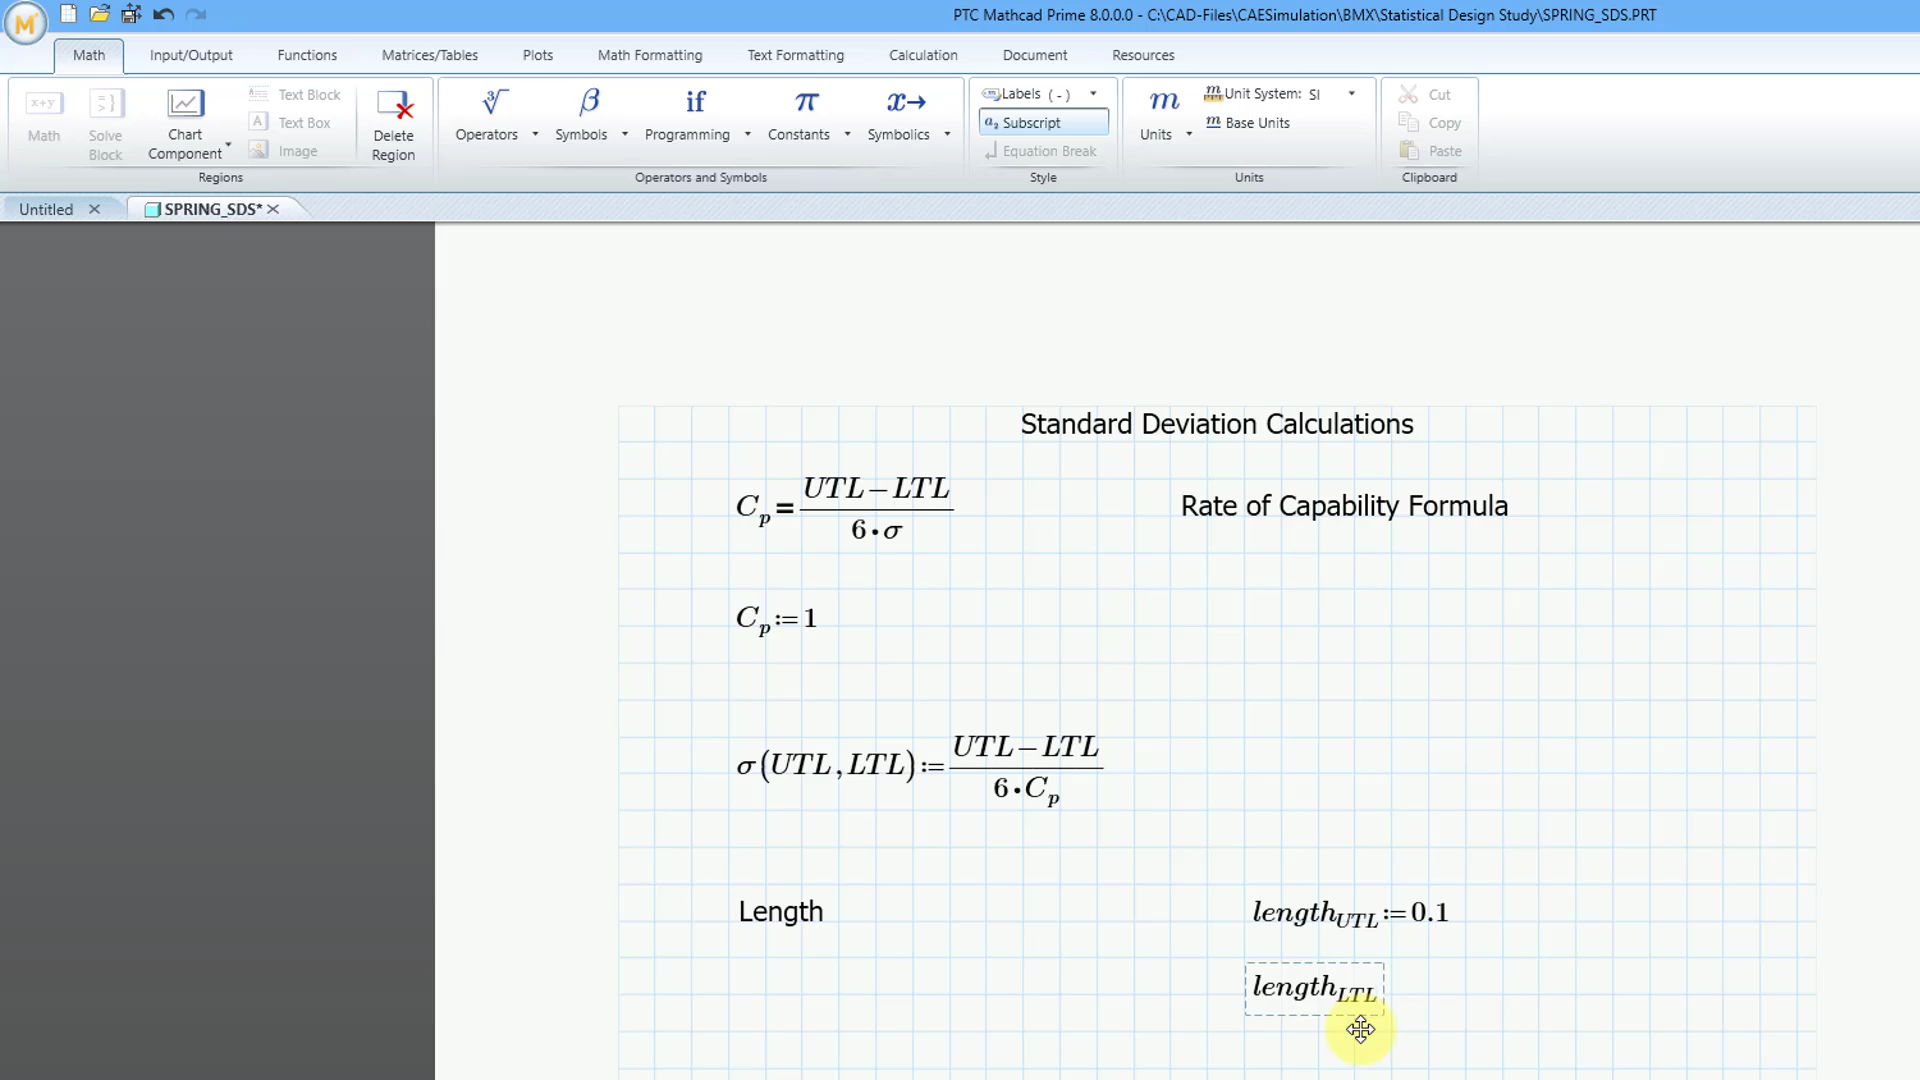 PTC Mathcad Prime 8.0.0.0 - C:\CAD-Files\CAESimulation\BMX\Statistical Design Study\SPRING_SDS.PRT
Math Input/Output Functions Matrices/Tables Plots Math Formatting Text Formatting Calculation Document Resources
Math
Solve Block
Chart Component
Text Block
Text Box
Image
Delete Region
Regions
Operators
Symbols
Programming
Constants
Symbolics
Operators and Symbols
Labels ( - )
Subscript
Equation Break
Style
Units
Unit System: SI
Base Units
Units
Cut
Copy
Paste
Clipboard
Untitled SPRING_SDS*
Standard Deviation Calculations
C_p = (UTL − LTL) / (6 • σ)
Rate of Capability Formula
C_p := 1
σ(UTL, LTL) := (UTL − LTL) / (6 • C_p)
Length
length_UTL := 0.1
length_LTL